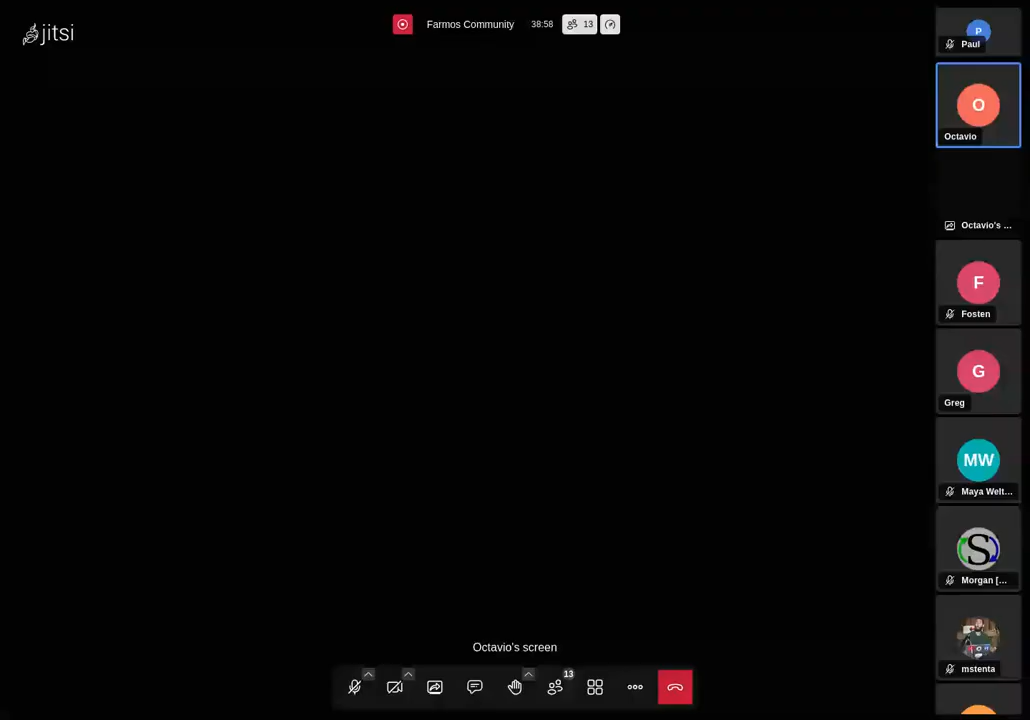 jitsi
Farmos Community
38:58
13
P
Paul
O
Octavio
Octavio's ...
F
Fosten
G
Greg
MW
Maya Welt...
S
Morgan [...
mstenta
Octavio's screen
13